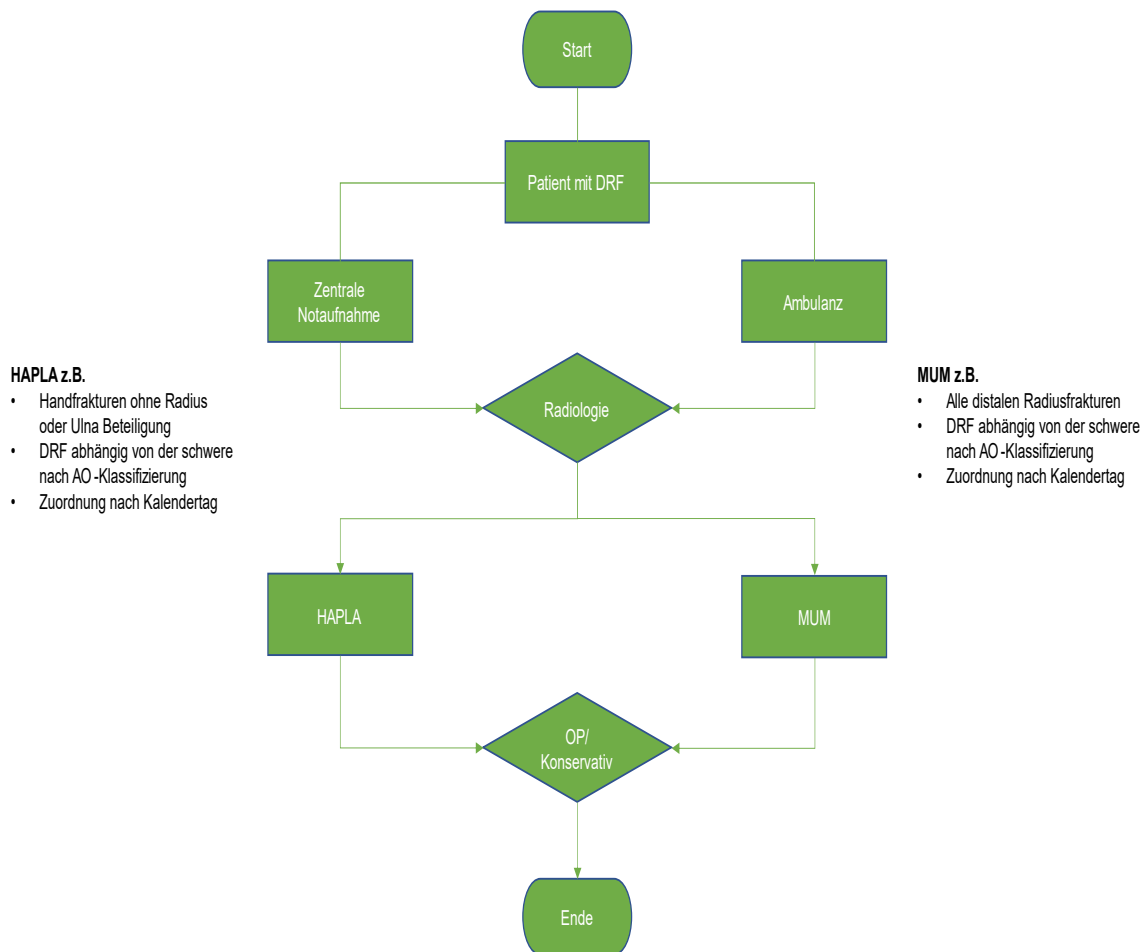 Start
Patient mit DRF
Zentrale
Notaufnahme
Ambulanz
HAPLA z.B.
• Handfrakturen ohne Radius
oder Ulna Beteiligung
• DRF abhängig von der schwere
nach AO -Klassifizierung
• Zuordnung nach Kalendertag
Radiologie
MUM z.B.
• Alle distalen Radiusfrakturen
• DRF abhängig von der schwere
nach AO -Klassifizierung
• Zuordnung nach Kalendertag
HAPLA
MUM
OP/
Konservativ
Ende